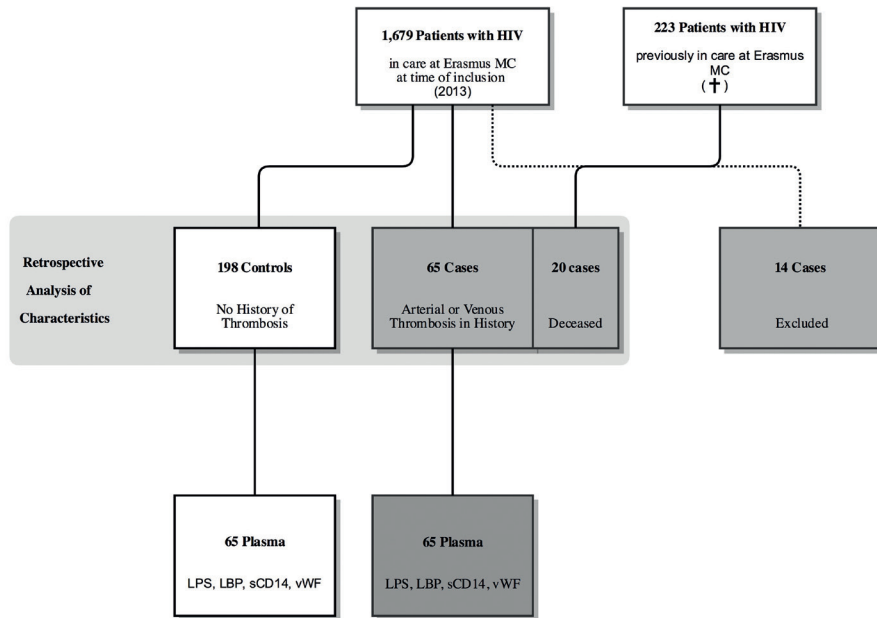 1,679 Patients with HIV
in care at Erasmus MC
at time of inclusion
(2013)
223 Patients with HIV
previously in care at Erasmus
MC
(✝)
Retrospective
Analysis of
Characteristics
198 Controls
No History of
Thrombosis
65 Cases
Arterial or Venous
Thrombosis in History
20 cases
Deceased
14 Cases
Excluded
65 Plasma
LPS, LBP, sCD14, vWF
65 Plasma
LPS, LBP, sCD14, vWF